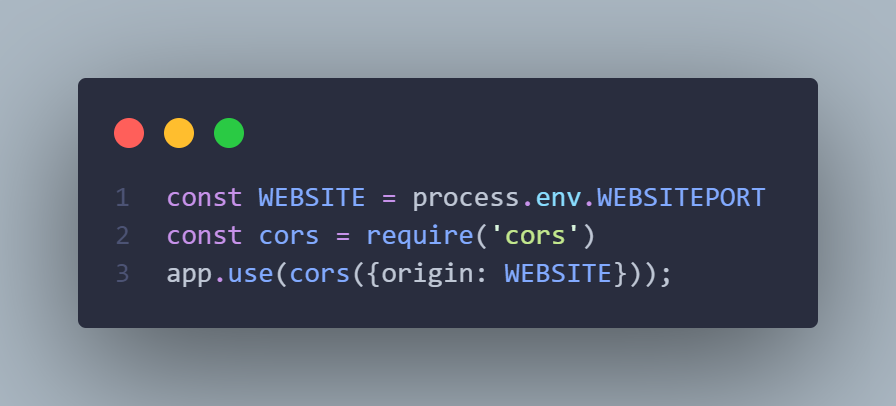 1 const WEBSITE = process.env.WEBSITEPORT
2 const cors = require('cors')
3 app.use(cors({origin: WEBSITE}));